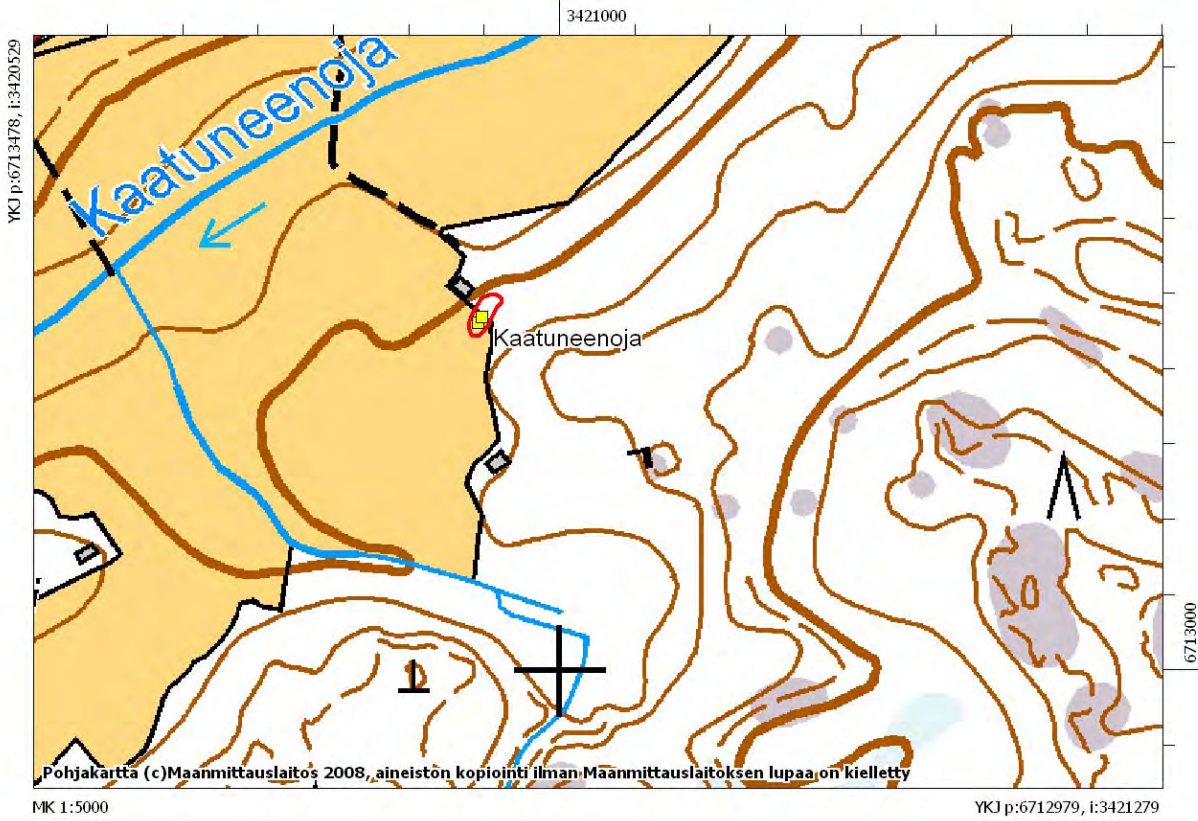 3421000
YKJ p:6713478, i:3420529
Kaatuneenoja
Kaatuneenoja
6713000
Pohjakartta (c)Maanmittauslaitos 2008, aineiston kopiointi ilman Maanmittauslaitoksen lupaa on kielletty
MK 1:5000
YKJ p:6712979, i:3421279